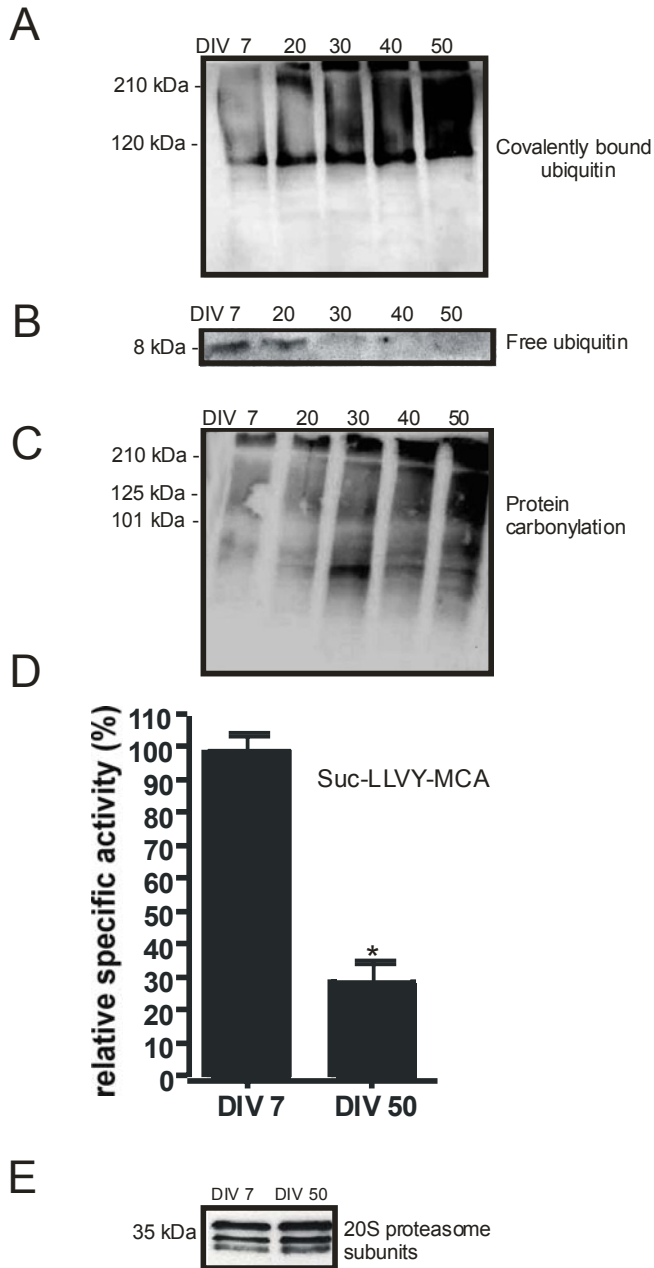 A
DIV 7 20 30 40 50
210 kDa -
120 kDa -
Covalently bound
ubiquitin
B
DIV 7 20 30 40 50
8 kDa -
Free ubiquitin
C
DIV 7 20 30 40 50
210 kDa -
125 kDa -
101 kDa -
Protein
carbonylation
D
relative specific activity (%)
110
100
90
80
70
60
50
40
30
20
10
0
Suc-LLVY-MCA
*
DIV 7 DIV 50
E
DIV 7 DIV 50
35 kDa
20S proteasome
subunits